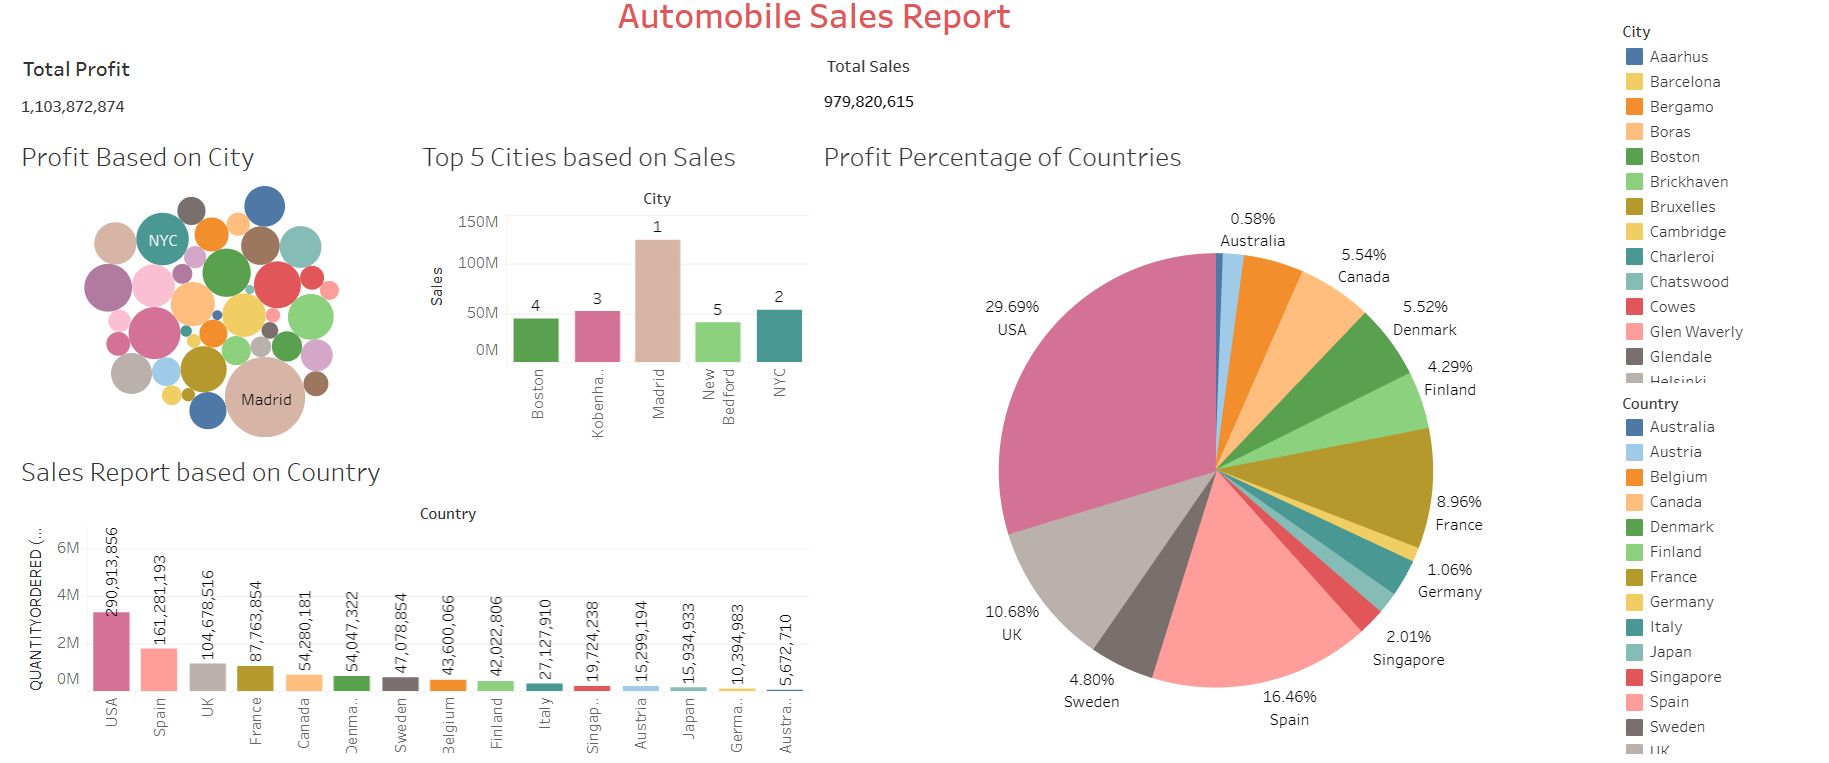 Automobile Sales Report
Total Profit
1,103,872,874
Total Sales
979,820,615
Profit Based on City
NYC
Madrid
Top 5 Cities based on Sales
City
Sales
150M
100M
50M
0M
4
3
1
5
2
Boston
Kobenha..
Madrid
New
Bedford
NYC
Profit Percentage of Countries
0.58%
Australia
5.54%
Canada
5.52%
Denmark
4.29%
Finland
8.96%
France
1.06%
Germany
2.01%
Singapore
16.46%
Spain
4.80%
Sweden
10.68%
UK
29.69%
USA
Sales Report based on Country
Country
QUANTITYORDERED (..
6M
4M
2M
0M
290,913,856
161,281,193
104,678,516
87,763,854
54,280,181
54,047,322
47,078,854
43,600,066
42,022,806
27,127,910
19,724,238
15,299,194
15,934,933
10,394,983
5,672,710
USA
Spain
UK
France
Canada
Denma..
Sweden
Belgium
Finland
Italy
Singap..
Austria
Japan
Germa..
Austra..
City
Aaarhus
Barcelona
Bergamo
Boras
Boston
Brickhaven
Bruxelles
Cambridge
Charleroi
Chatswood
Cowes
Glen Waverly
Glendale
Helsinki
Country
Australia
Austria
Belgium
Canada
Denmark
Finland
France
Germany
Italy
Japan
Singapore
Spain
Sweden
UK